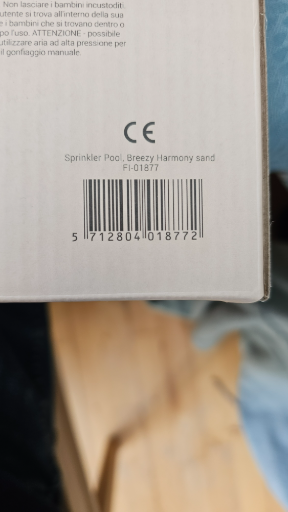 Non lasciare i bambini incustoditi
utente si trova all'interno della sua
e i bambini che si trovano dentro o
po l'uso. ATTENZIONE - possibile
utilizzare aria ad alta pressione per
il gonfiaggio manuale.
CE
Sprinkler Pool, Breezy Harmony sand
FI-01877
5 712804 018772